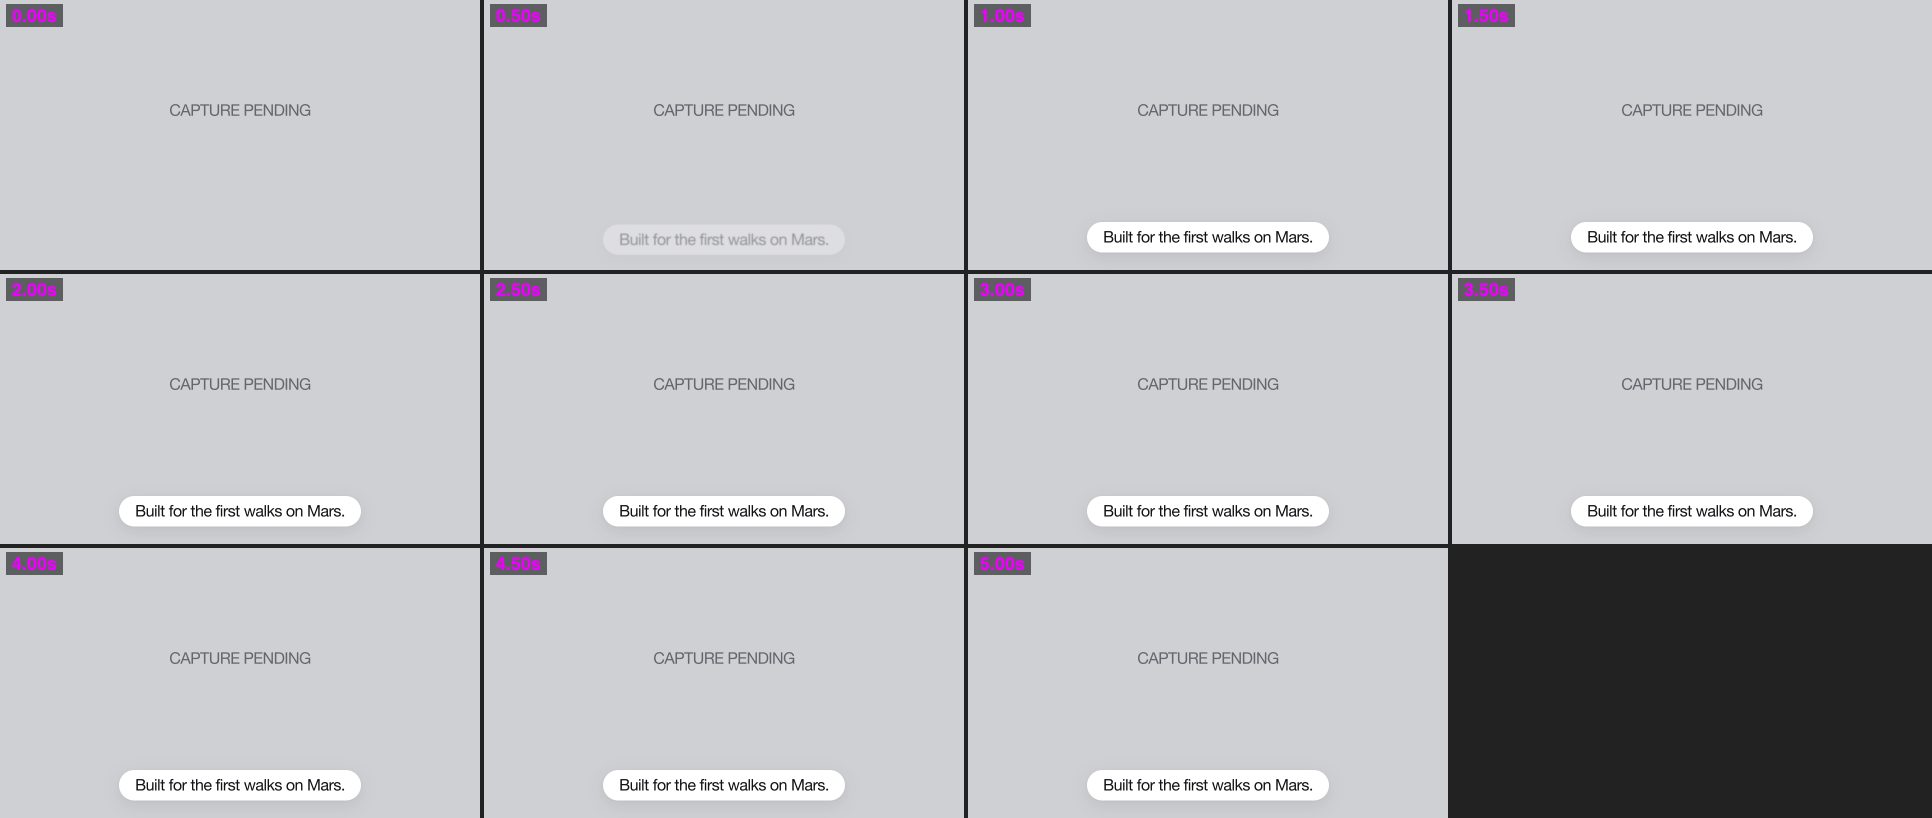 0.00s
CAPTURE PENDING
0.50s
CAPTURE PENDING
Built for the first walks on Mars.
1.00s
CAPTURE PENDING
Built for the first walks on Mars.
1.50s
CAPTURE PENDING
Built for the first walks on Mars.
2.00s
CAPTURE PENDING
Built for the first walks on Mars.
2.50s
CAPTURE PENDING
Built for the first walks on Mars.
3.00s
CAPTURE PENDING
Built for the first walks on Mars.
3.50s
CAPTURE PENDING
Built for the first walks on Mars.
4.00s
CAPTURE PENDING
Built for the first walks on Mars.
4.50s
CAPTURE PENDING
Built for the first walks on Mars.
5.00s
CAPTURE PENDING
Built for the first walks on Mars.